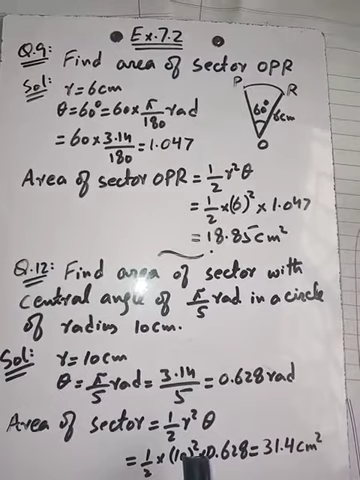 Ex.7.2
Q.9: Find area of sector OPR
Sol: r=6cm
θ=60°=60×π/180 rad
=60×3.14/180=1.047
P R
60° 6cm
O
Area of sector OPR=1/2 r²θ
=1/2×(6)²×1.047
=18.85cm²
Q.12: Find area of sector with
central angle of π/5 rad in a circle
of radius 10cm.
Sol: r=10cm
θ=π/5 rad=3.14/5=0.628rad
Area of sector=1/2 r²θ
=1/2×(10)²×0.628=31.4cm²